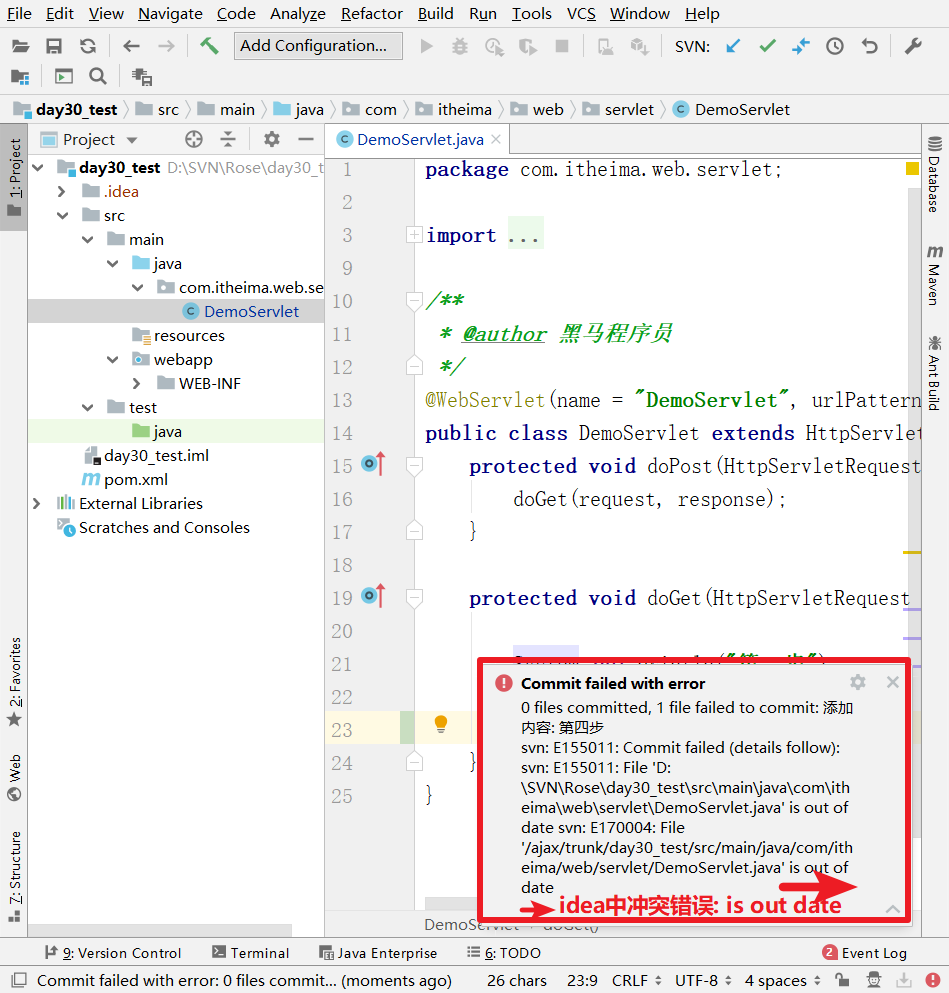 File Edit View Navigate Code Analyze Refactor Build Run Tools VCS Window Help
Add Configuration... SVN:
day30_test src main java com itheima web servlet DemoServlet
Project
DemoServlet.java
1: Project
day30_test D:\SVN\Rose\day30_t
.idea
src
main
java
com.itheima.web.se
DemoServlet
resources
webapp
WEB-INF
test
java
day30_test.iml
pom.xml
External Libraries
Scratches and Consoles
2: Favorites
Web
7: Structure
1 package com.itheima.web.servlet;
2
3 import ...
9
10 /**
11 * @author 黑马程序员
12 */
13 @WebServlet(name = "DemoServlet", urlPattern
14 public class DemoServlet extends HttpServlet
15 protected void doPost(HttpServletRequest
16 doGet(request, response);
17 }
18
19 protected void doGet(HttpServletRequest
20
21
22
23
24 }
25 }
Database
Maven
Ant Build
Commit failed with error
0 files committed, 1 file failed to commit: 添加
内容: 第四步
svn: E155011: Commit failed (details follow):
svn: E155011: File 'D:
\SVN\Rose\day30_test\src\main\java\com\ith
eima\web\servlet\DemoServlet.java' is out of
date svn: E170004: File
'/ajax/trunk/day30_test/src/main/java/com/ith
eima/web/servlet/DemoServlet.java' is out of
date
idea中冲突错误: is out date
DemoServlet doGet()
9: Version Control Terminal Java Enterprise 6: TODO 2 Event Log
Commit failed with error: 0 files commit... (moments ago) 26 chars 23:9 CRLF UTF-8 4 spaces